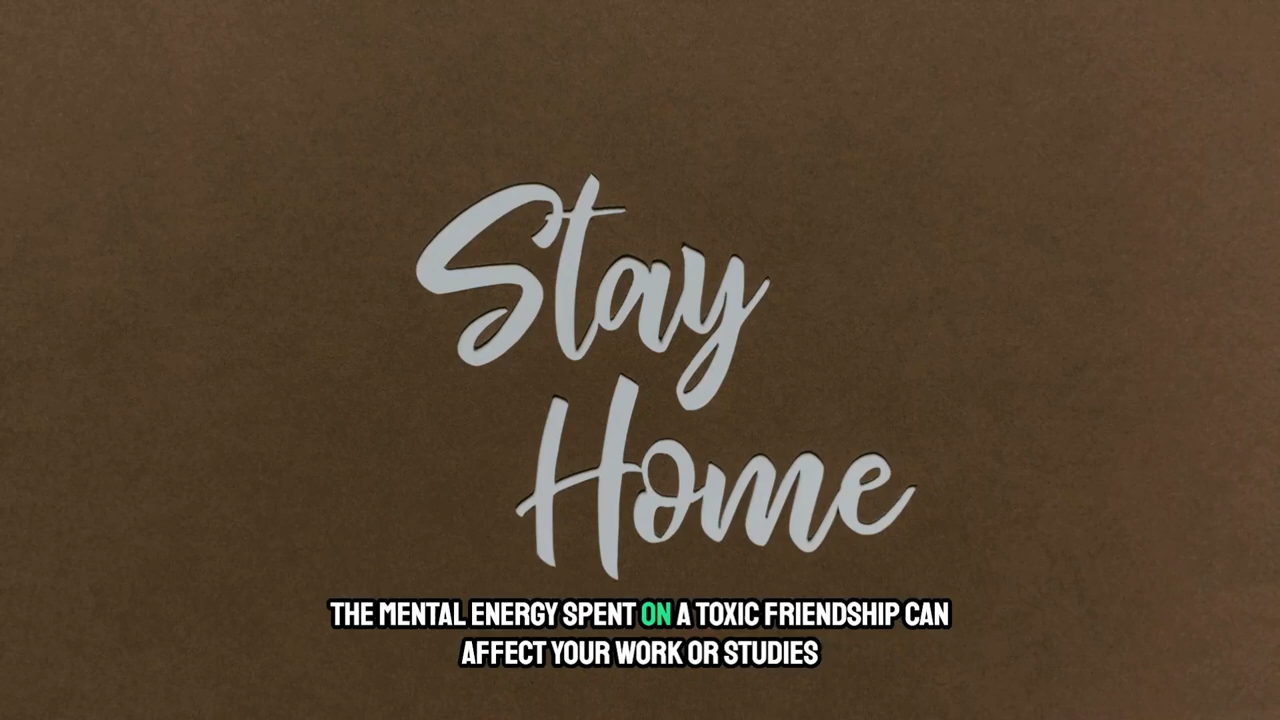 Stay
Home
THE MENTAL ENERGY SPENT ON A TOXIC FRIENDSHIP CAN
AFFECT YOUR WORK OR STUDIES